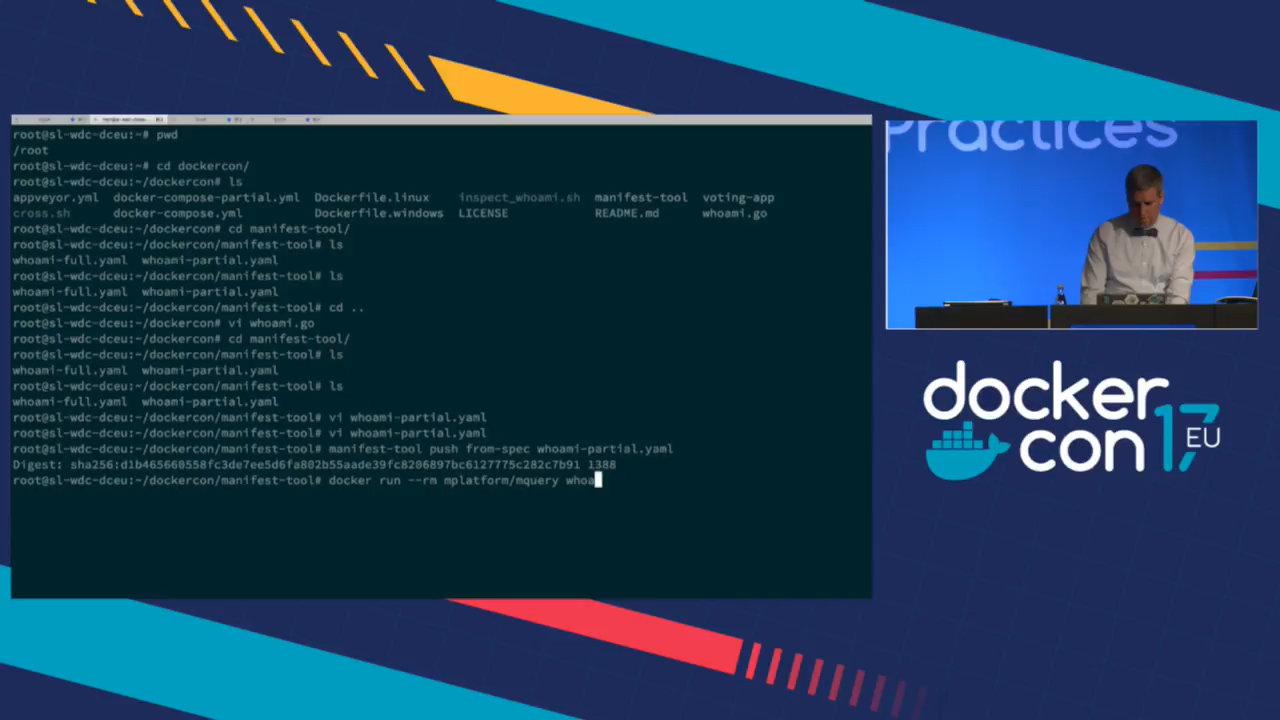 root@sl-wdc-dceu:~# pwd
/root
root@sl-wdc-dceu:~# cd dockercon/
root@sl-wdc-dceu:~/dockercon# ls
appveyor.yml docker-compose-partial.yml Dockerfile.linux inspect_whoami.sh manifest-tool voting-app
cross.sh docker-compose.yml Dockerfile.windows LICENSE README.md whoami.go
root@sl-wdc-dceu:~/dockercon# cd manifest-tool/
root@sl-wdc-dceu:~/dockercon/manifest-tool# ls
whoami-full.yaml whoami-partial.yaml
root@sl-wdc-dceu:~/dockercon/manifest-tool# ls
whoami-full.yaml whoami-partial.yaml
root@sl-wdc-dceu:~/dockercon/manifest-tool# cd ..
root@sl-wdc-dceu:~/dockercon# vi whoami.go
root@sl-wdc-dceu:~/dockercon# cd manifest-tool/
root@sl-wdc-dceu:~/dockercon/manifest-tool# ls
whoami-full.yaml whoami-partial.yaml
root@sl-wdc-dceu:~/dockercon/manifest-tool# ls
whoami-full.yaml whoami-partial.yaml
root@sl-wdc-dceu:~/dockercon/manifest-tool# vi whoami-partial.yaml
root@sl-wdc-dceu:~/dockercon/manifest-tool# vi whoami-partial.yaml
root@sl-wdc-dceu:~/dockercon/manifest-tool# manifest-tool push from-spec whoami-partial.yaml
Digest: sha256:d1b465660558fc3de7ee5d6fa802b55aade39fc8206897bc6127775c282c7b91 1388
root@sl-wdc-dceu:~/dockercon/manifest-tool# docker run --rm mplatform/mquery whoa
Practices
docker
con 17 EU